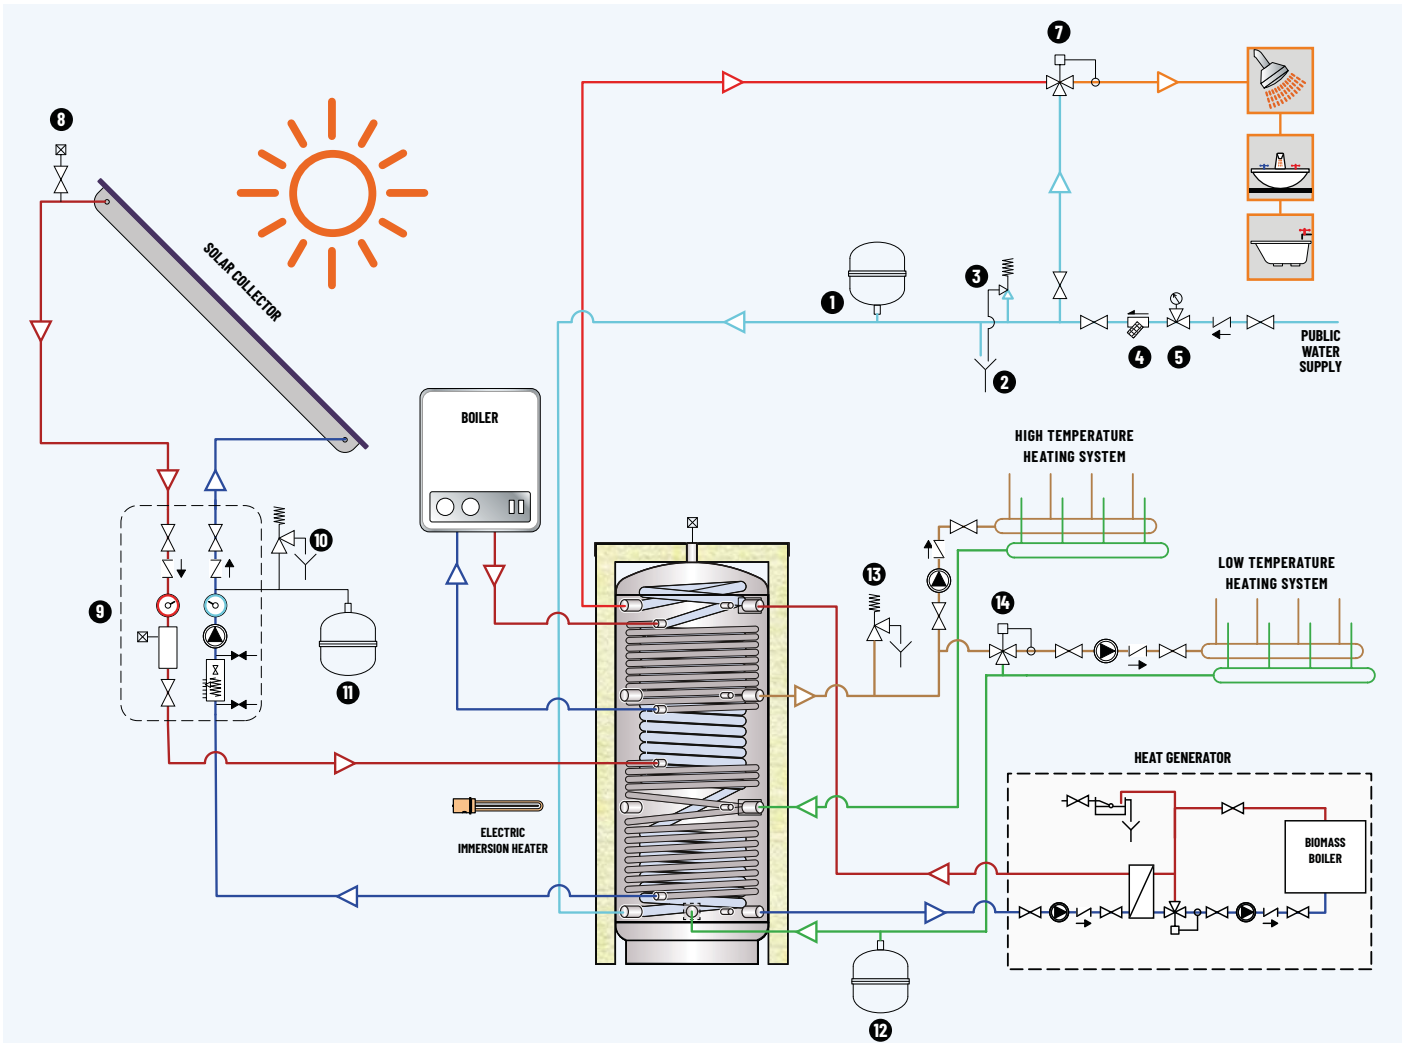 7
8
SOLAR COLLECTOR
3
1
4
5
PUBLIC
WATER
SUPPLY
2
BOILER
HIGH TEMPERATURE
HEATING SYSTEM
10
9
11
13
14
LOW TEMPERATURE
HEATING SYSTEM
ELECTRIC
IMMERSION HEATER
HEAT GENERATOR
BIOMASS
BOILER
12